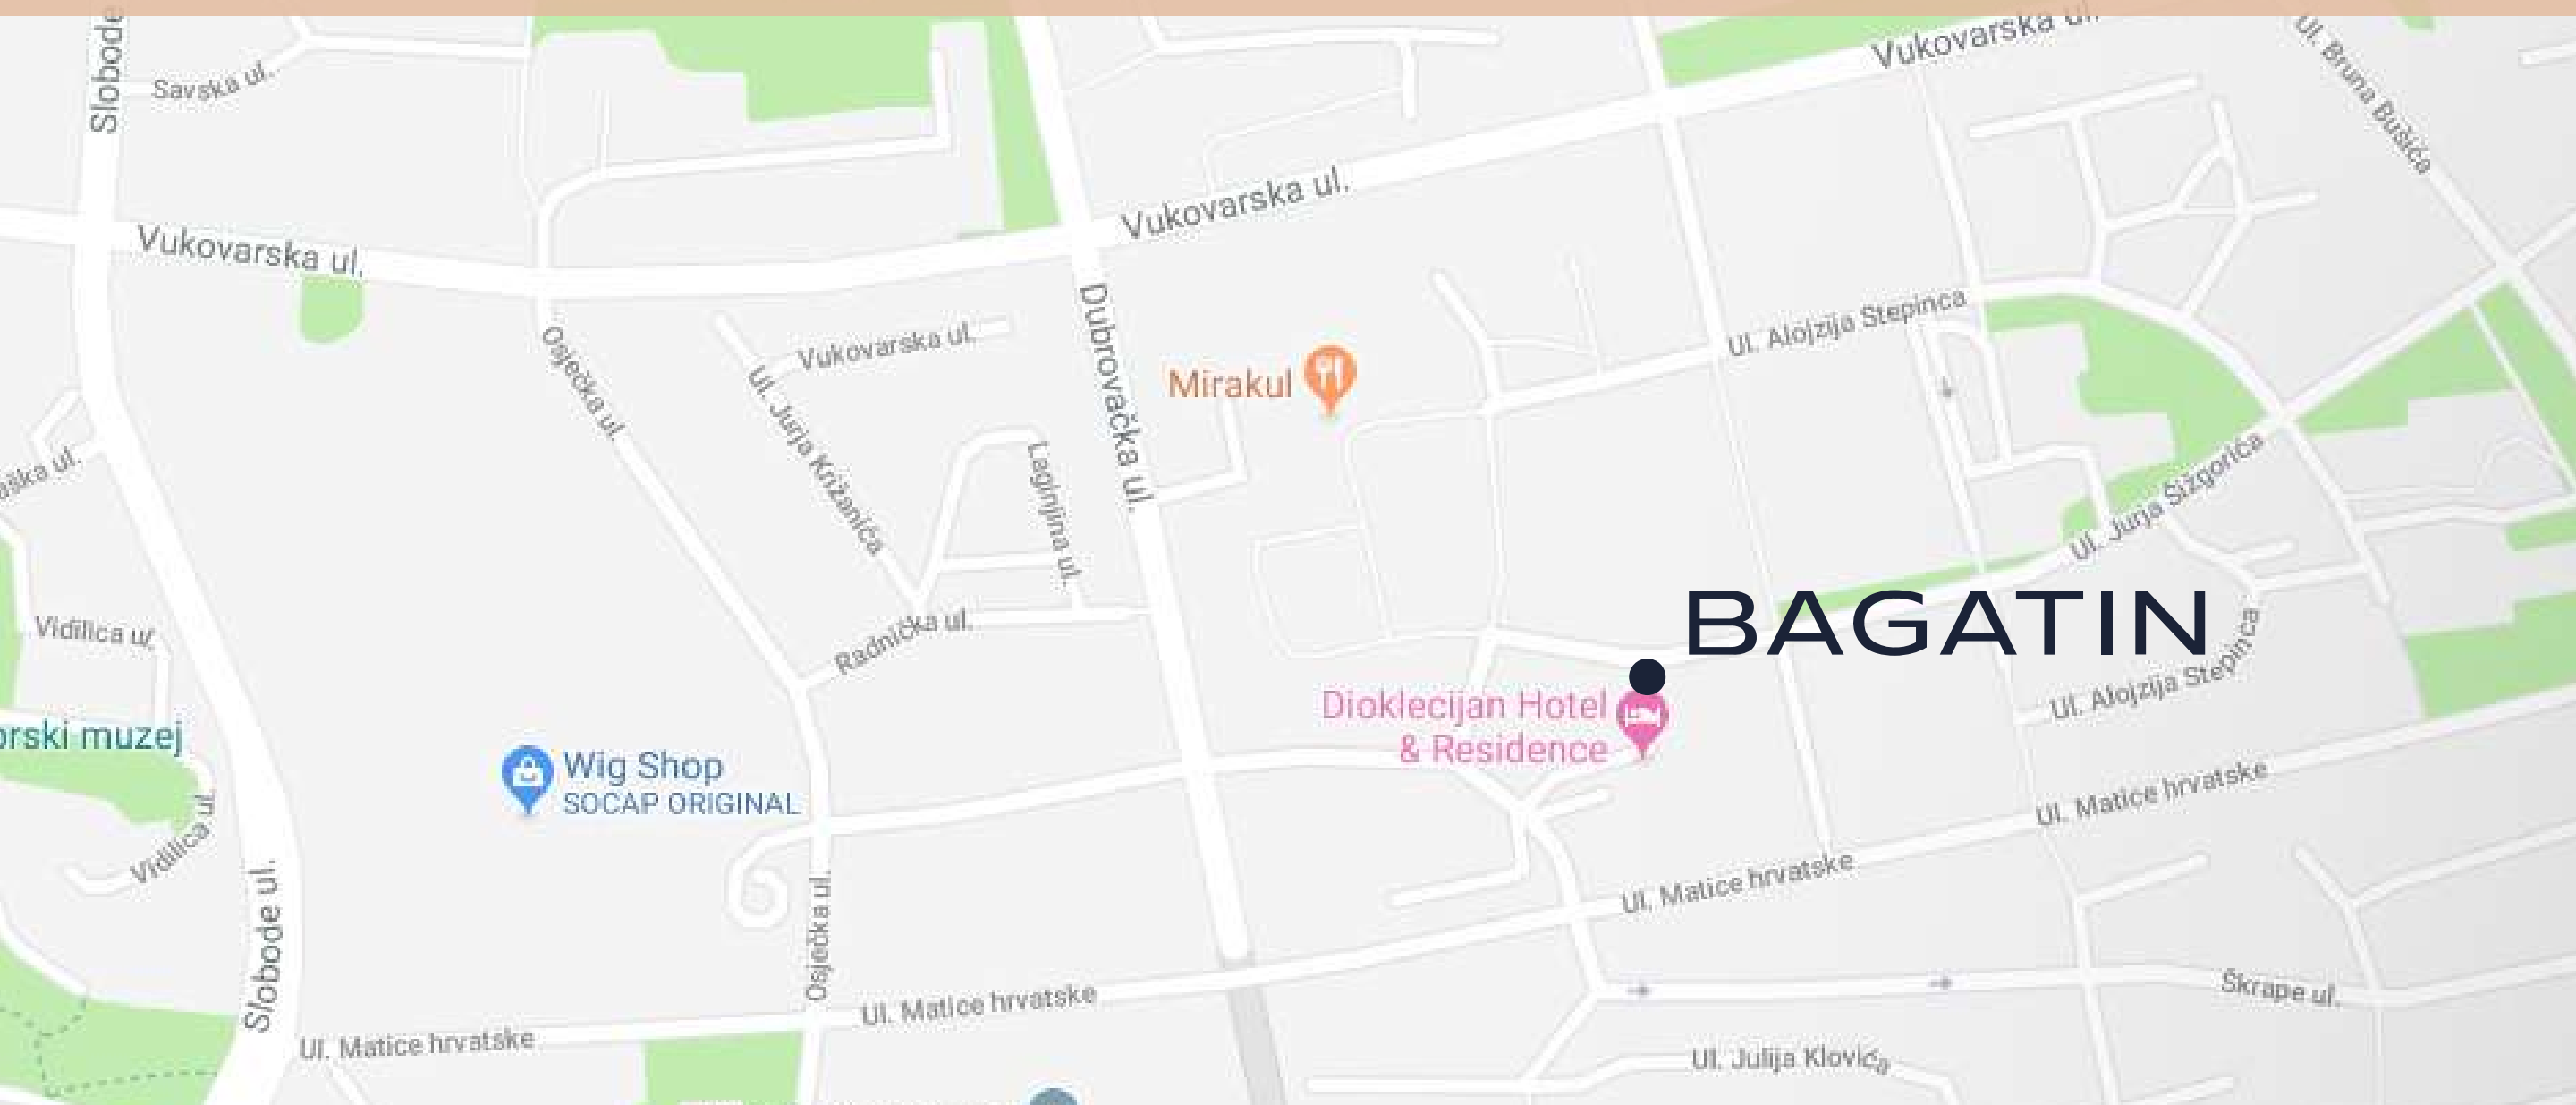 Slobode
Savska ul.
Vukovarska ul.
Ul. Bruna Bušića
Vukovarska ul.
Vukovarska ul.
Dubrovačka ul.
Osječka ul.
Vukovarska ul.
Ul. Jurja Križanića
Laginjina ul.
Mirakul
Ul. Alojzija Stepinca
Ul. Jurja Šižgorića
Radnička ul.
Vidilica ul.
BAGATIN
Dioklecijan Hotel
& Residence
Ul. Alojzija Stepinca
orski muzej
Wig Shop
SOCAP ORIGINAL
Vidilica ul.
Ul. Matice hrvatske
Ul. Matice hrvatske
Slobode ul.
Osječka ul.
Ul. Matice hrvatske
Ul. Matice hrvatske
Škrape ul.
Ul. Julija Klovića